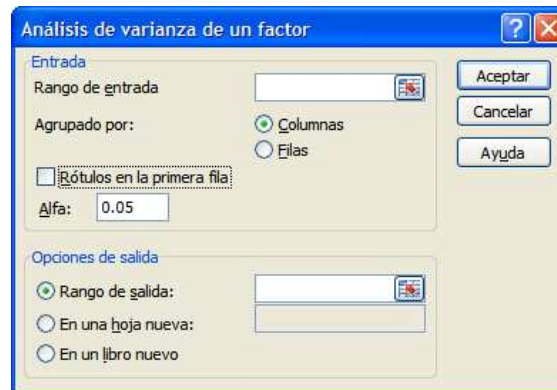 Análisis de varianza de un factor
Entrada
Rango de entrada
Agrupado por:
Columnas
Filas
Rótulos en la primera fila
Alfa: 0.05
Aceptar
Cancelar
Ayuda
Opciones de salida
Rango de salida:
En una hoja nueva:
En un libro nuevo